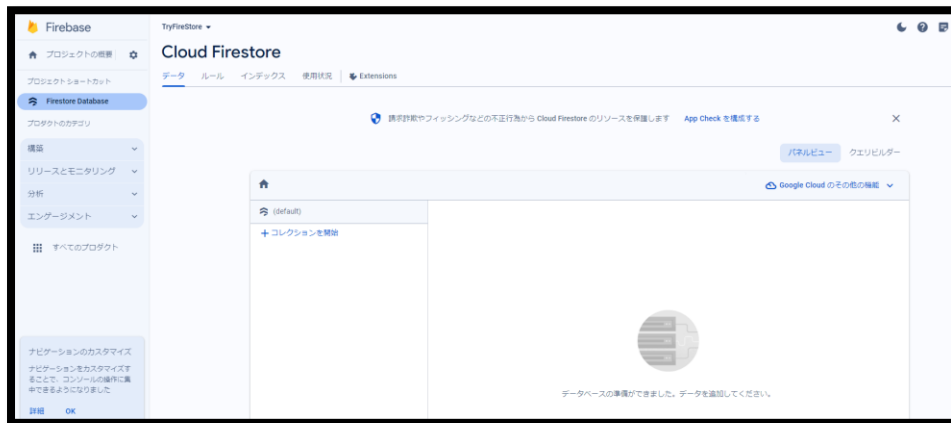 Firebase
TryFireStore
プロジェクトの概要
Cloud Firestore
プロジェクト ショートカット
データ ルール インデックス 使用状況 Extensions
Firestore Database
プロダクトのカテゴリ
請求詐欺やフィッシングなどの不正行為から Cloud Firestore のリソースを保護します App Check を構成する
構築
パネルビュー クエリビルダー
リリースとモニタリング
Google Cloud のその他の機能
分析
(default)
エンゲージメント
コレクションを開始
すべてのプロダクト
ナビゲーションのカスタマイズ
ナビゲーションをカスタマイズす
ることで、コンソールの操作に集
中できるようになりました
データベースの準備ができました。データを追加してください。
詳細 OK